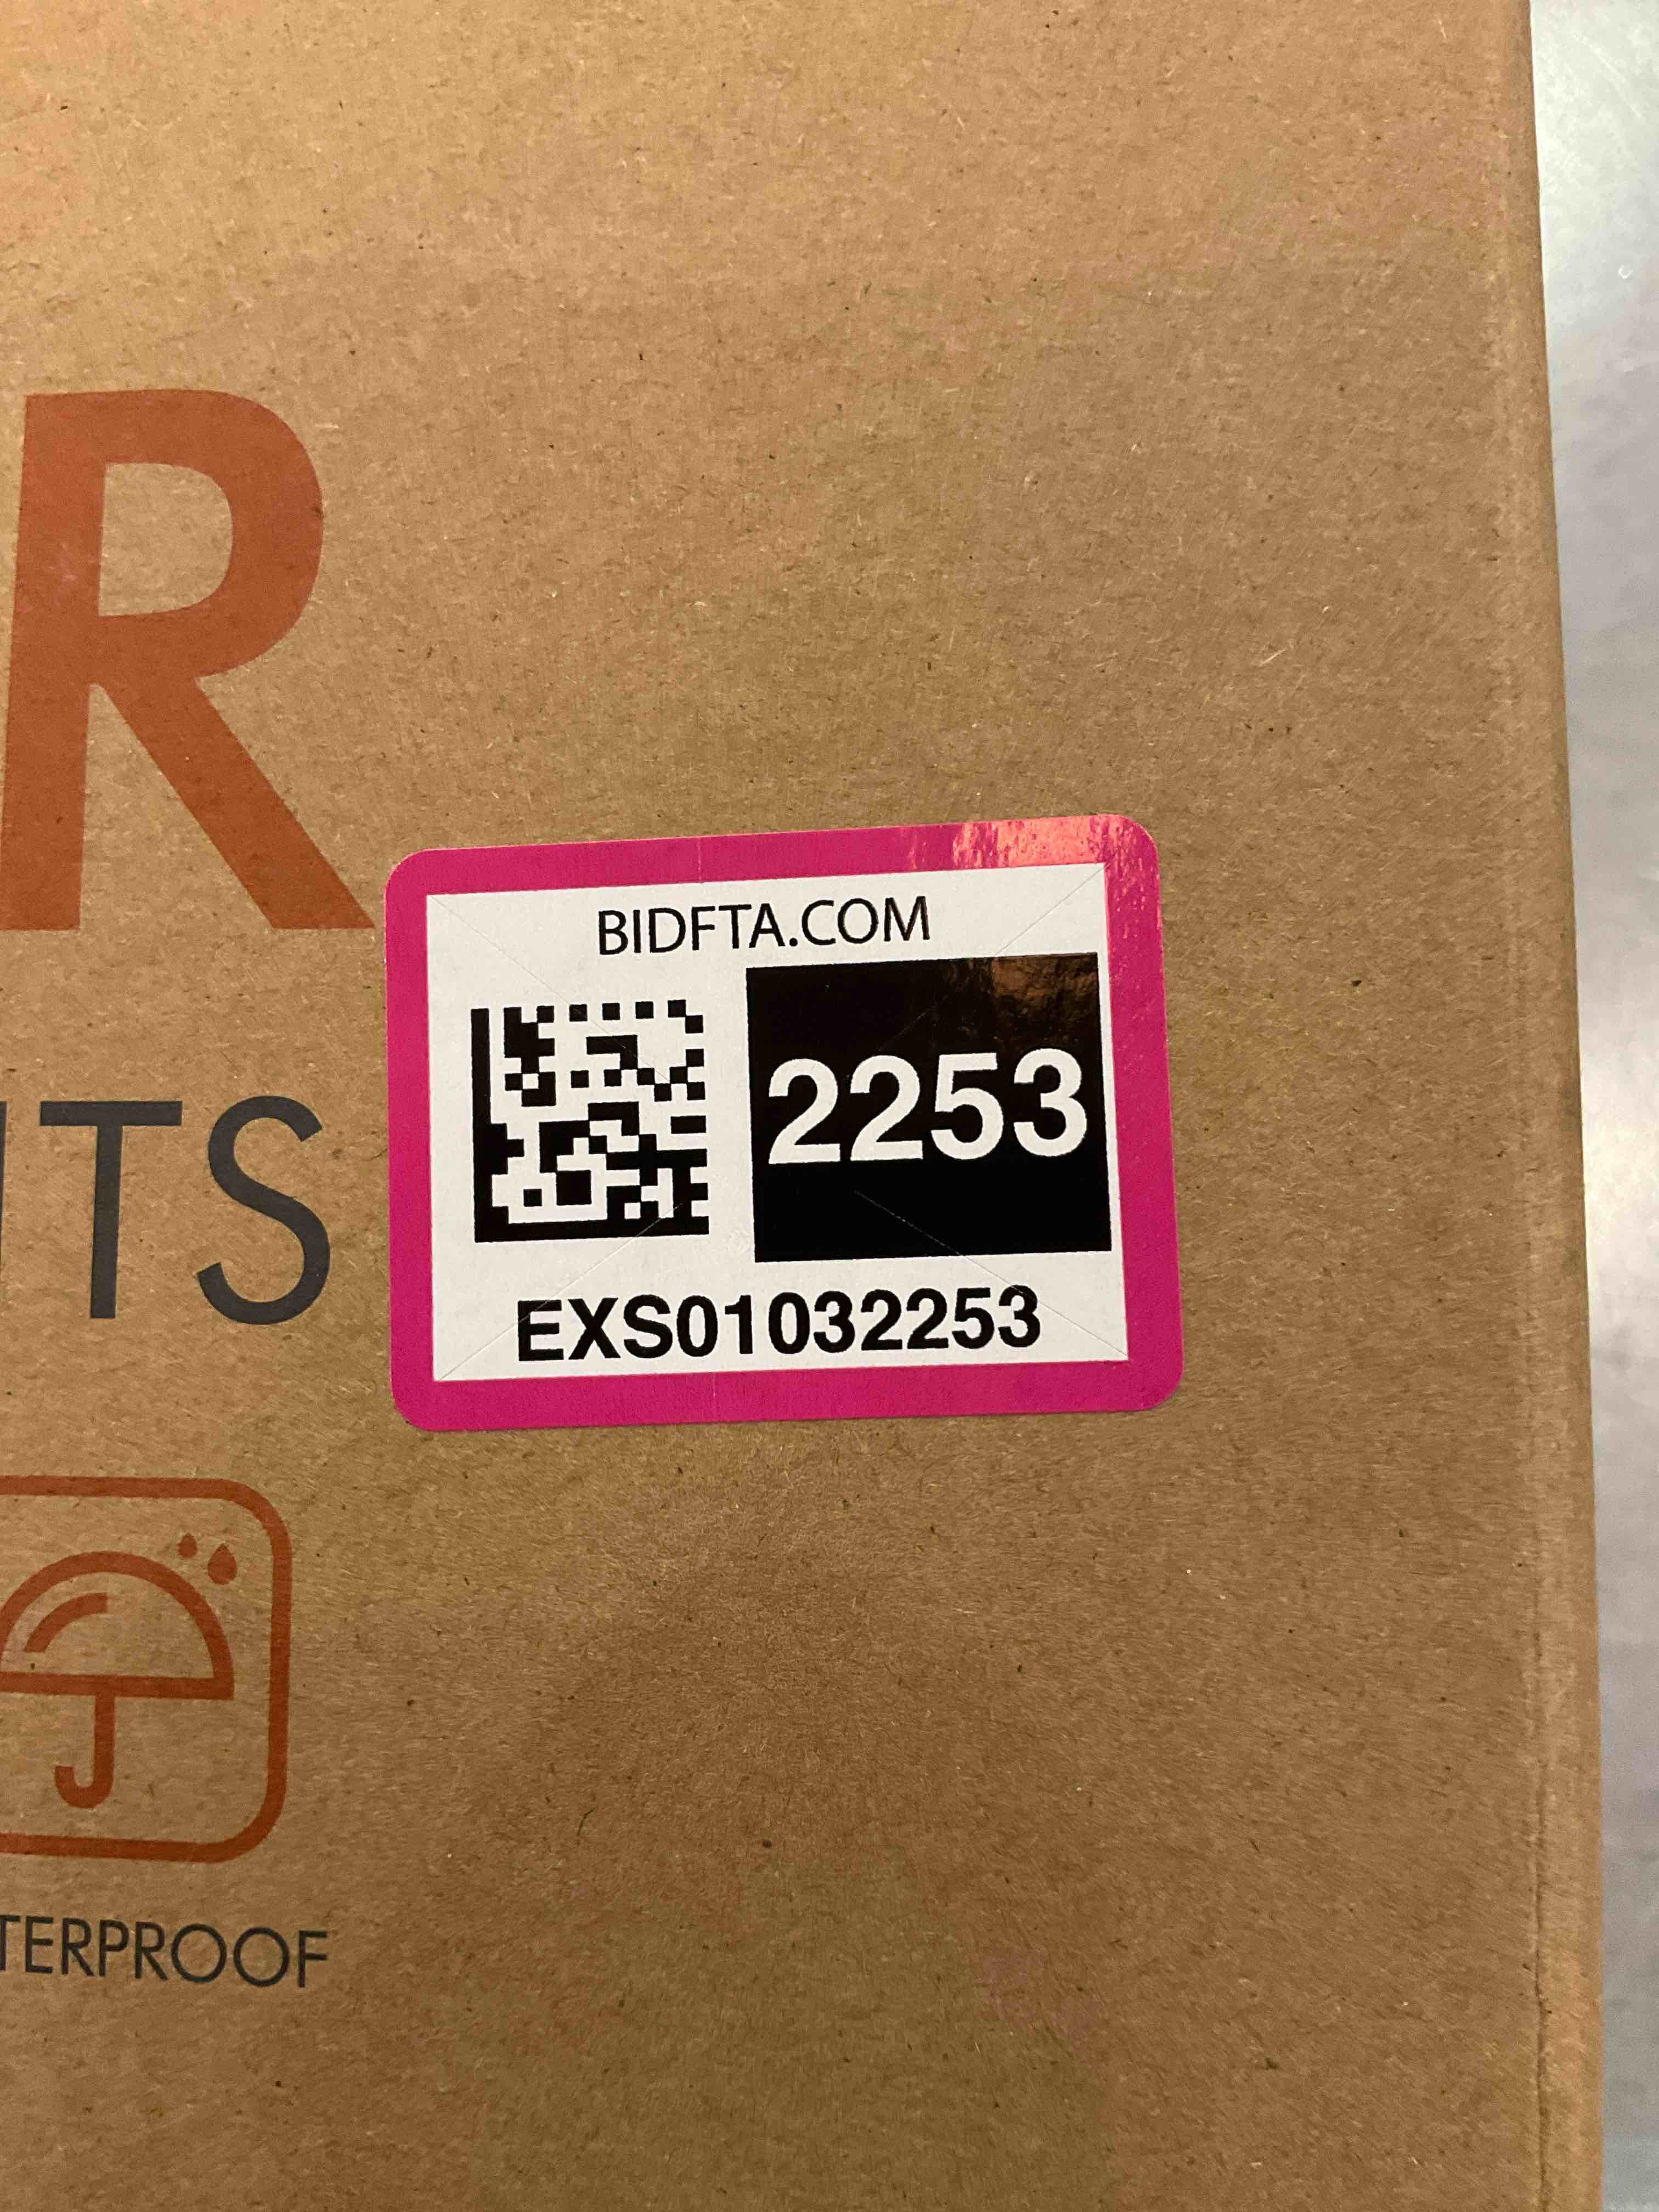 R
BIDFTA.COM
2253
ITS
EXS01032253
TERPROOF